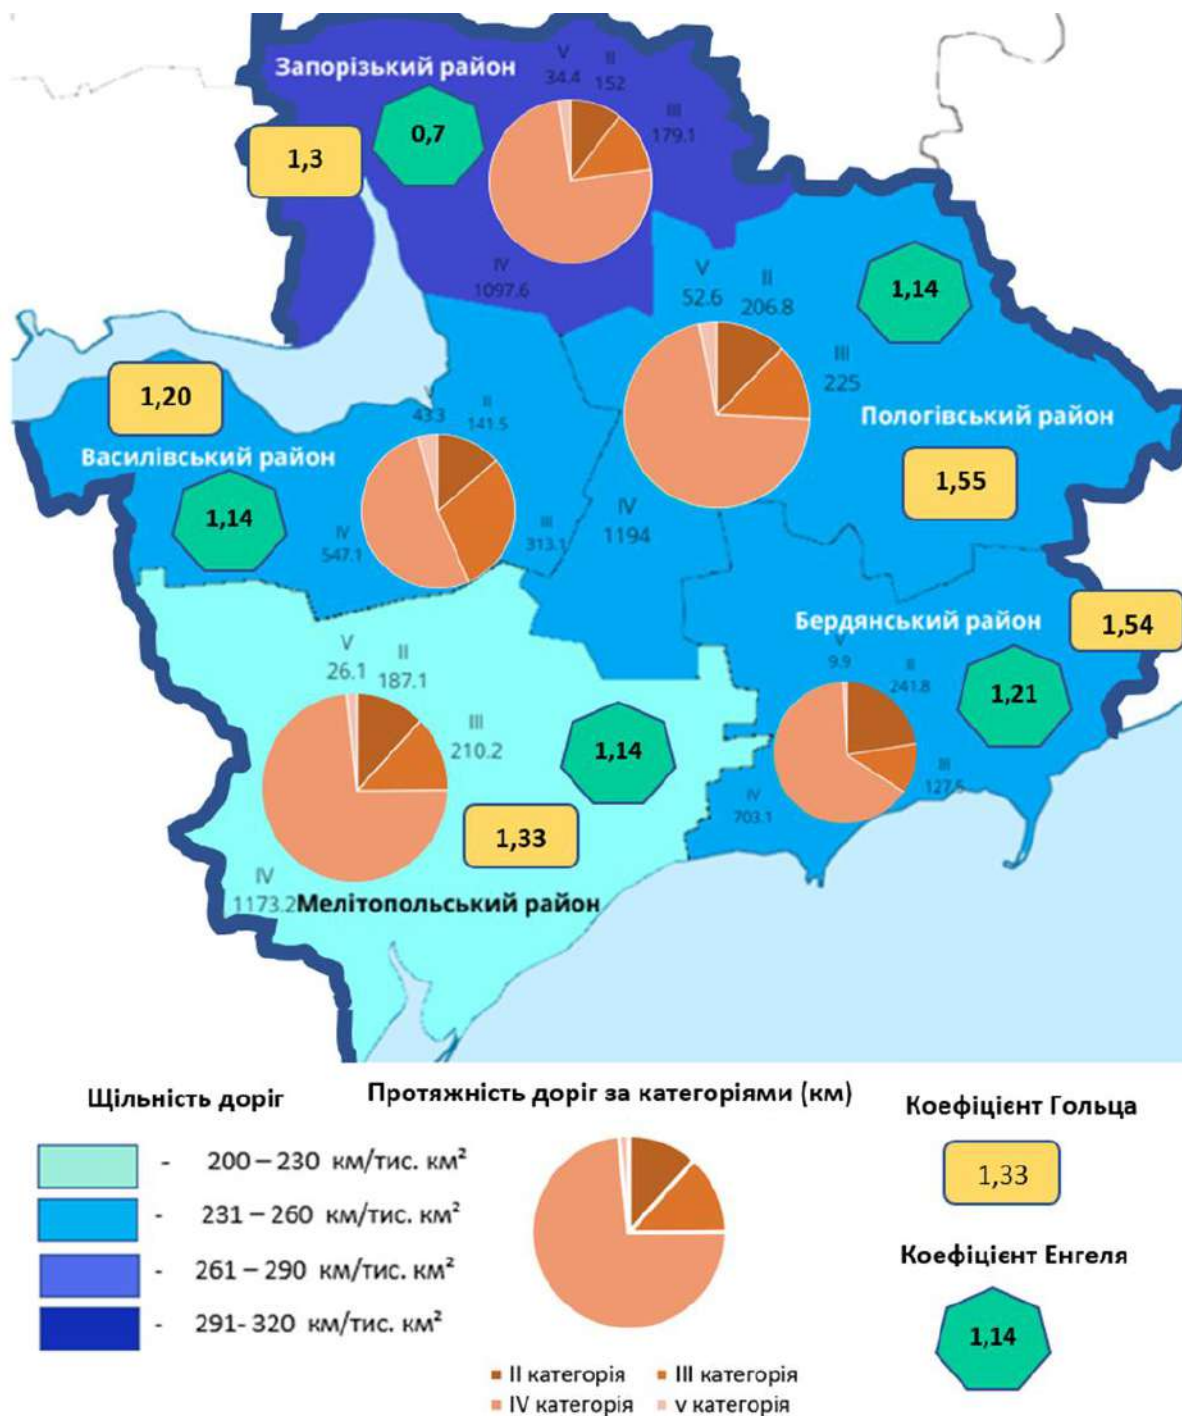 Запорізький район
V
34.4
II
152
III
179.1
0,7
1,3
IV
1097.6
V
52.6
II
206.8
1,14
III
225
Пологівський район
1,55
IV
1194
1,20
Василівський район
1,14
V
43.3
II
141.5
III
313.1
IV
547.1
Бердянський район
1,54
V
9.9
II
241.8
1,21
III
127.5
IV
703.1
V
26.1
II
187.1
III
210.2
1,14
1,33
IV
1173.2
Мелітопольський район
Щільність доріг
- 200 – 230 км/тис. км²
- 231 – 260 км/тис. км²
- 261 – 290 км/тис. км²
- 291- 320 км/тис. км²
Протяжність доріг за категоріями (км)
II категорія
III категорія
IV категорія
v категорія
Коефіцієнт Гольца
1,33
Коефіцієнт Енгеля
1,14